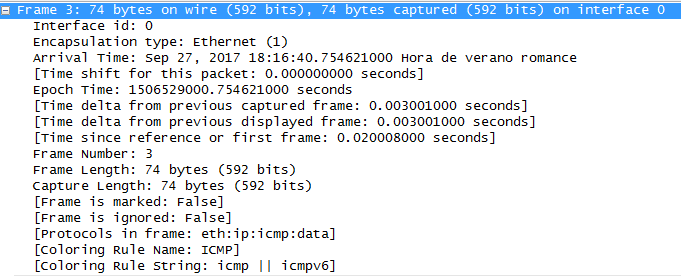 Frame 3: 74 bytes on wire (592 bits), 74 bytes captured (592 bits) on interface 0
Interface id: 0
Encapsulation type: Ethernet (1)
Arrival Time: Sep 27, 2017 18:16:40.754621000 Hora de verano romance
[Time shift for this packet: 0.000000000 seconds]
Epoch Time: 1506529000.754621000 seconds
[Time delta from previous captured frame: 0.003001000 seconds]
[Time delta from previous displayed frame: 0.003001000 seconds]
[Time since reference or first frame: 0.020008000 seconds]
Frame Number: 3
Frame Length: 74 bytes (592 bits)
Capture Length: 74 bytes (592 bits)
[Frame is marked: False]
[Frame is ignored: False]
[Protocols in frame: eth:ip:icmp:data]
[Coloring Rule Name: ICMP]
[Coloring Rule String: icmp || icmpv6]